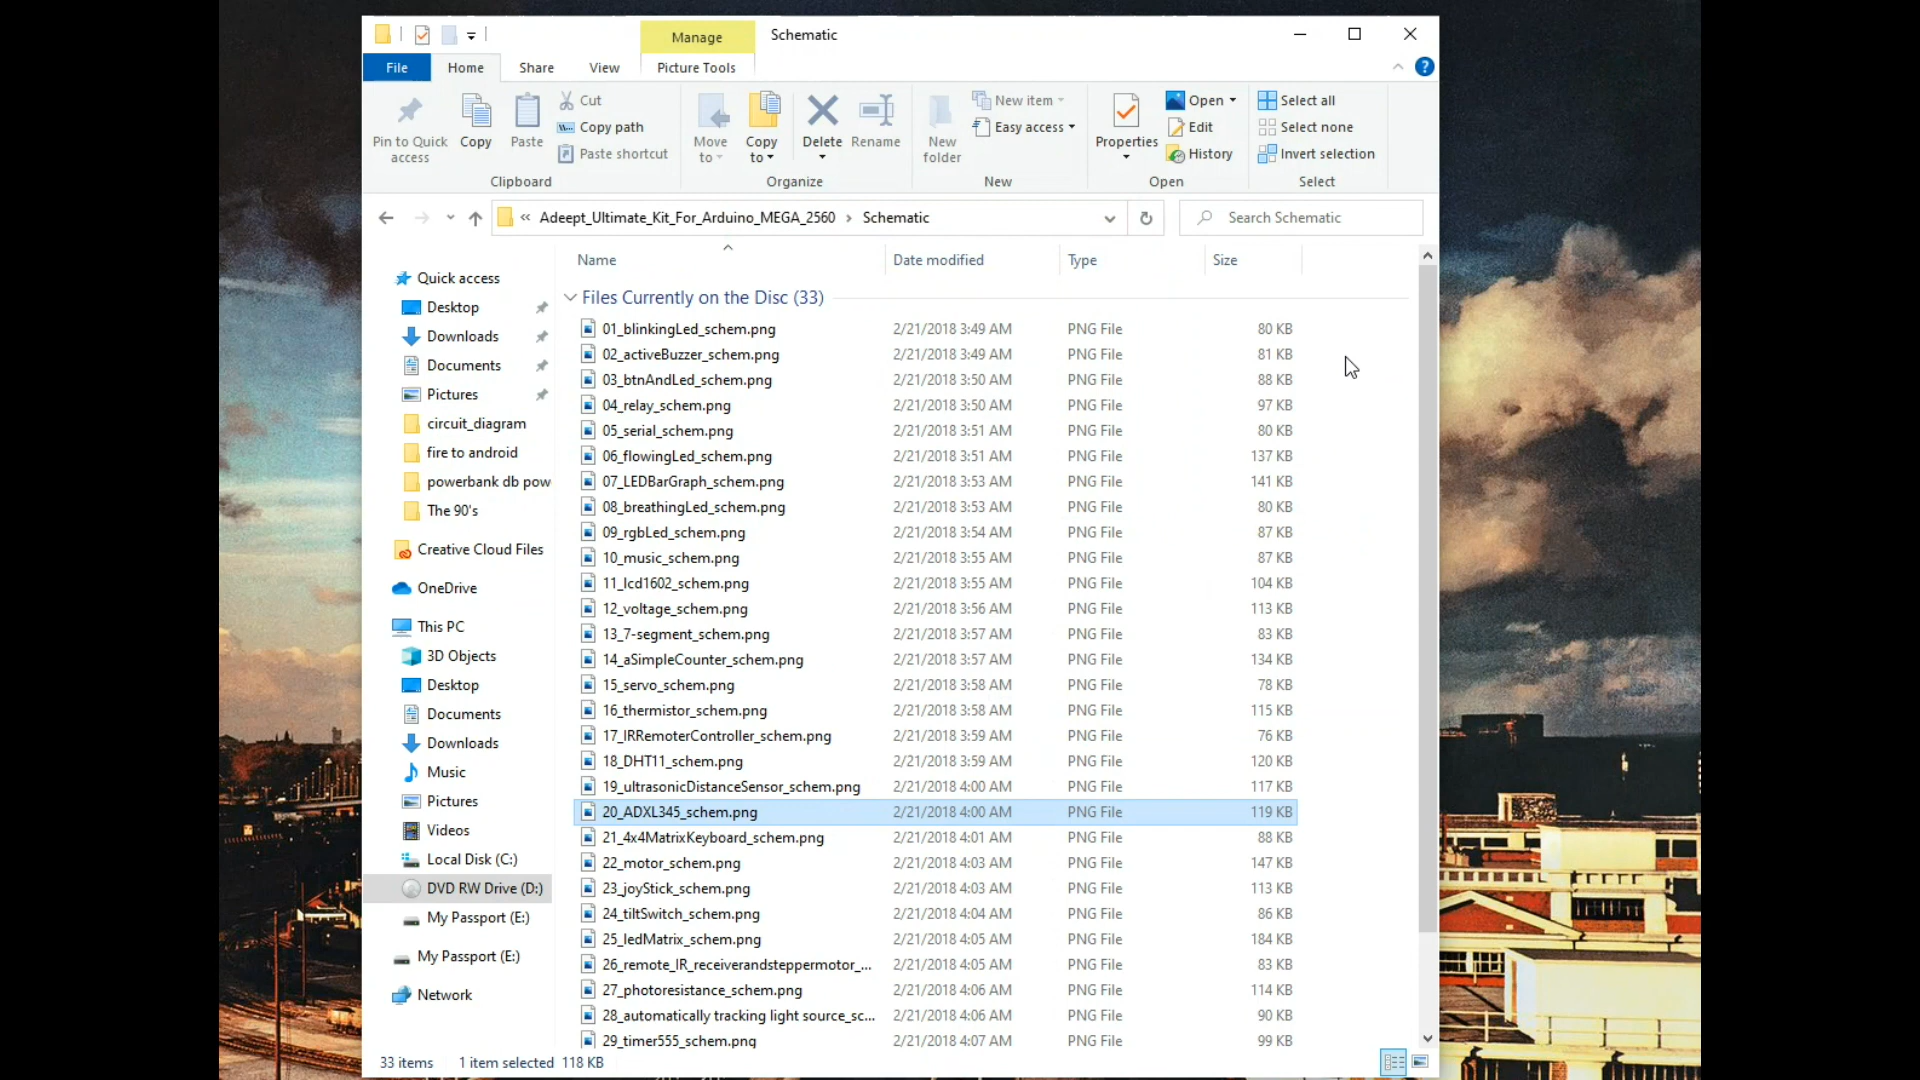 Manage
Schematic
File
Home
Share
View
Picture Tools
Pin to Quick access
Copy
Paste
Cut
Copy path
Paste shortcut
Clipboard
Move to
Copy to
Delete
Rename
Organize
New folder
New item
Easy access
New
Properties
Open
Edit
History
Open
Select all
Select none
Invert selection
Select
« Adeept_Ultimate_Kit_For_Arduino_MEGA_2560 › Schematic
Search Schematic
Quick access
Desktop
Downloads
Documents
Pictures
circuit_diagram
fire to android
powerbank db pow
The 90's
Creative Cloud Files
OneDrive
This PC
3D Objects
Desktop
Documents
Downloads
Music
Pictures
Videos
Local Disk (C:)
DVD RW Drive (D:)
My Passport (E:)
My Passport (E:)
Network
Name Date modified Type Size
Files Currently on the Disc (33)
01_blinkingLed_schem.png 2/21/2018 3:49 AM PNG File 80 KB
02_activeBuzzer_schem.png 2/21/2018 3:49 AM PNG File 81 KB
03_btnAndLed_schem.png 2/21/2018 3:50 AM PNG File 88 KB
04_relay_schem.png 2/21/2018 3:50 AM PNG File 97 KB
05_serial_schem.png 2/21/2018 3:51 AM PNG File 80 KB
06_flowingLed_schem.png 2/21/2018 3:51 AM PNG File 137 KB
07_LEDBarGraph_schem.png 2/21/2018 3:53 AM PNG File 141 KB
08_breathingLed_schem.png 2/21/2018 3:53 AM PNG File 80 KB
09_rgbLed_schem.png 2/21/2018 3:54 AM PNG File 87 KB
10_music_schem.png 2/21/2018 3:55 AM PNG File 87 KB
11_lcd1602_schem.png 2/21/2018 3:55 AM PNG File 104 KB
12_voltage_schem.png 2/21/2018 3:56 AM PNG File 113 KB
13_7-segment_schem.png 2/21/2018 3:57 AM PNG File 83 KB
14_aSimpleCounter_schem.png 2/21/2018 3:57 AM PNG File 134 KB
15_servo_schem.png 2/21/2018 3:58 AM PNG File 78 KB
16_thermistor_schem.png 2/21/2018 3:58 AM PNG File 115 KB
17_IRRemoterController_schem.png 2/21/2018 3:59 AM PNG File 76 KB
18_DHT11_schem.png 2/21/2018 3:59 AM PNG File 120 KB
19_ultrasonicDistanceSensor_schem.png 2/21/2018 4:00 AM PNG File 117 KB
20_ADXL345_schem.png 2/21/2018 4:00 AM PNG File 119 KB
21_4x4MatrixKeyboard_schem.png 2/21/2018 4:01 AM PNG File 88 KB
22_motor_schem.png 2/21/2018 4:03 AM PNG File 147 KB
23_joyStick_schem.png 2/21/2018 4:03 AM PNG File 113 KB
24_tiltSwitch_schem.png 2/21/2018 4:04 AM PNG File 86 KB
25_ledMatrix_schem.png 2/21/2018 4:05 AM PNG File 184 KB
26_remote_IR_receiverandsteppermotor_... 2/21/2018 4:05 AM PNG File 83 KB
27_photoresistance_schem.png 2/21/2018 4:06 AM PNG File 114 KB
28_automatically tracking light source_sc... 2/21/2018 4:06 AM PNG File 90 KB
29_timer555_schem.png 2/21/2018 4:07 AM PNG File 99 KB
33 items 1 item selected 118 KB